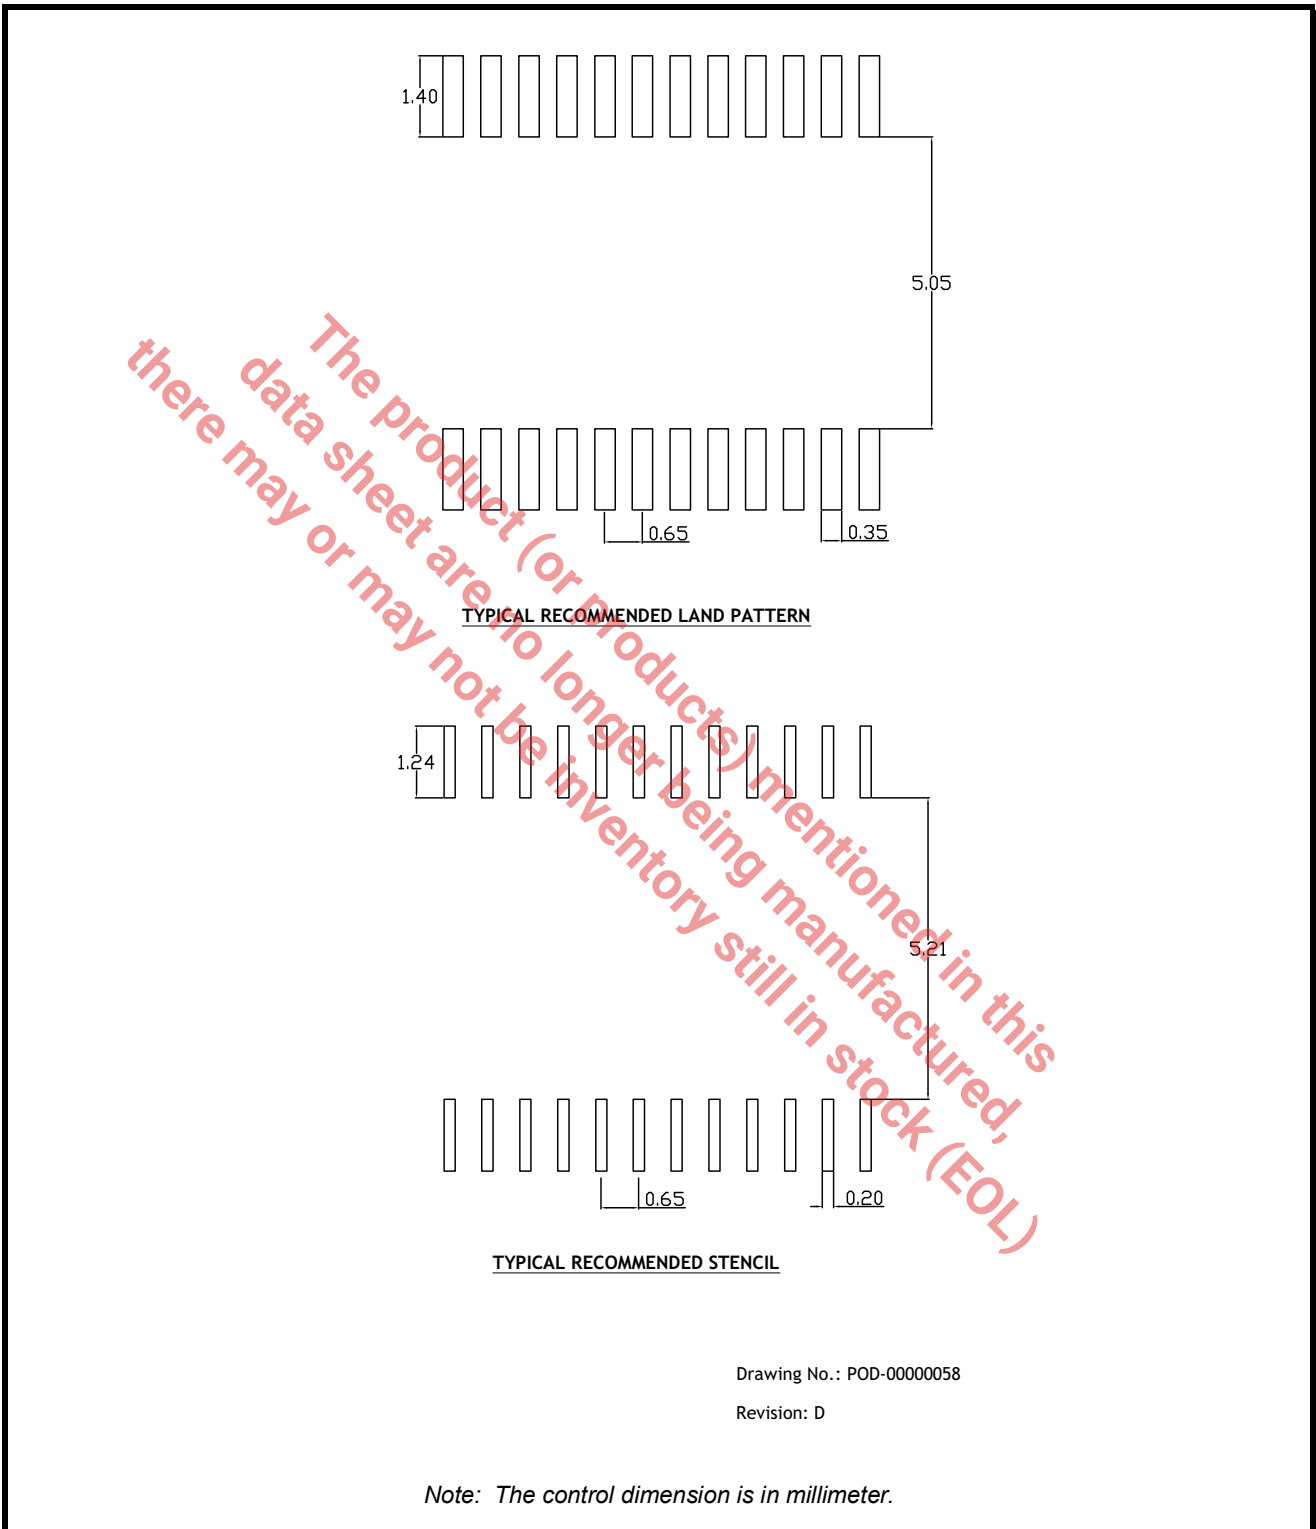 1.40
5.05
0.65
0.35
TYPICAL RECOMMENDED LAND PATTERN
1.24
5.21
0.65
0.20
TYPICAL RECOMMENDED STENCIL
The product (or products) mentioned in this
data sheet are no longer being manufactured,
there may or may not be inventory still in stock (EOL)
Drawing No.: POD-00000058
Revision: D
Note: The control dimension is in millimeter.